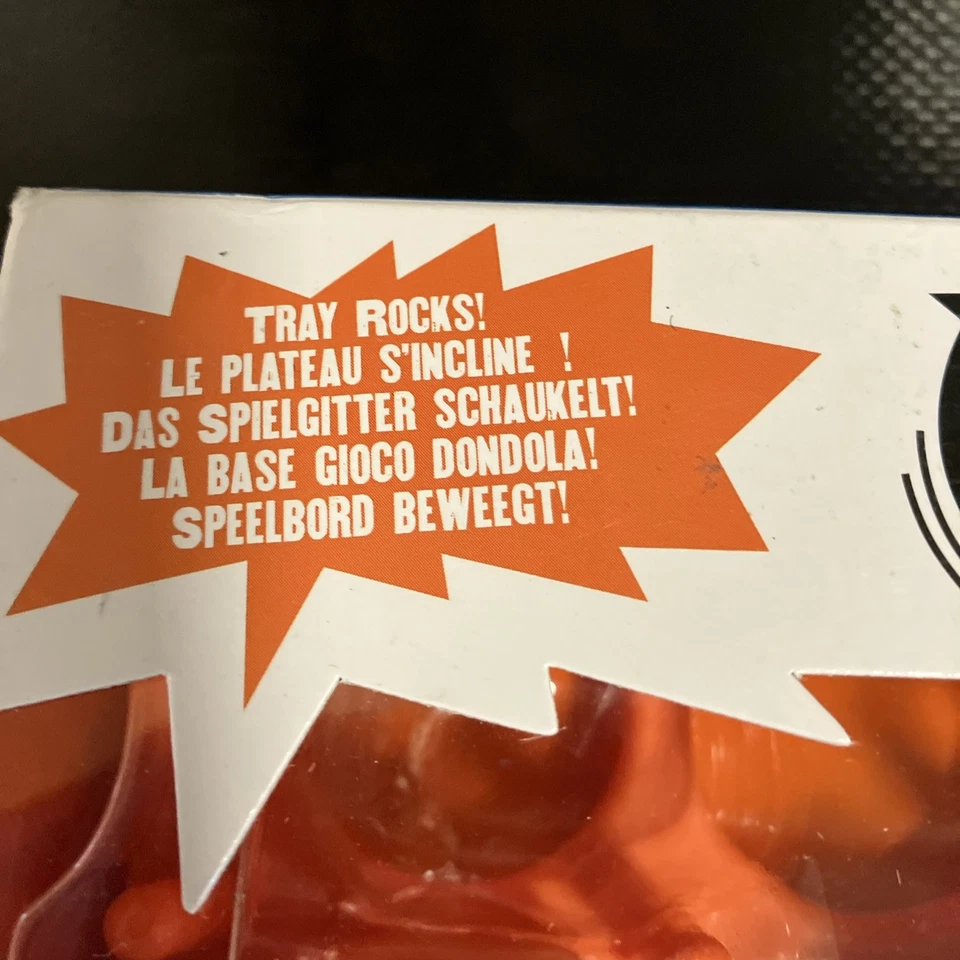 TRAY ROCKS!
LE PLATEAU S'INCLINE !
DAS SPIELGITTER SCHAUKELT!
LA BASE GIOCO DONDOLA!
SPEELBORD BEWEEGT!